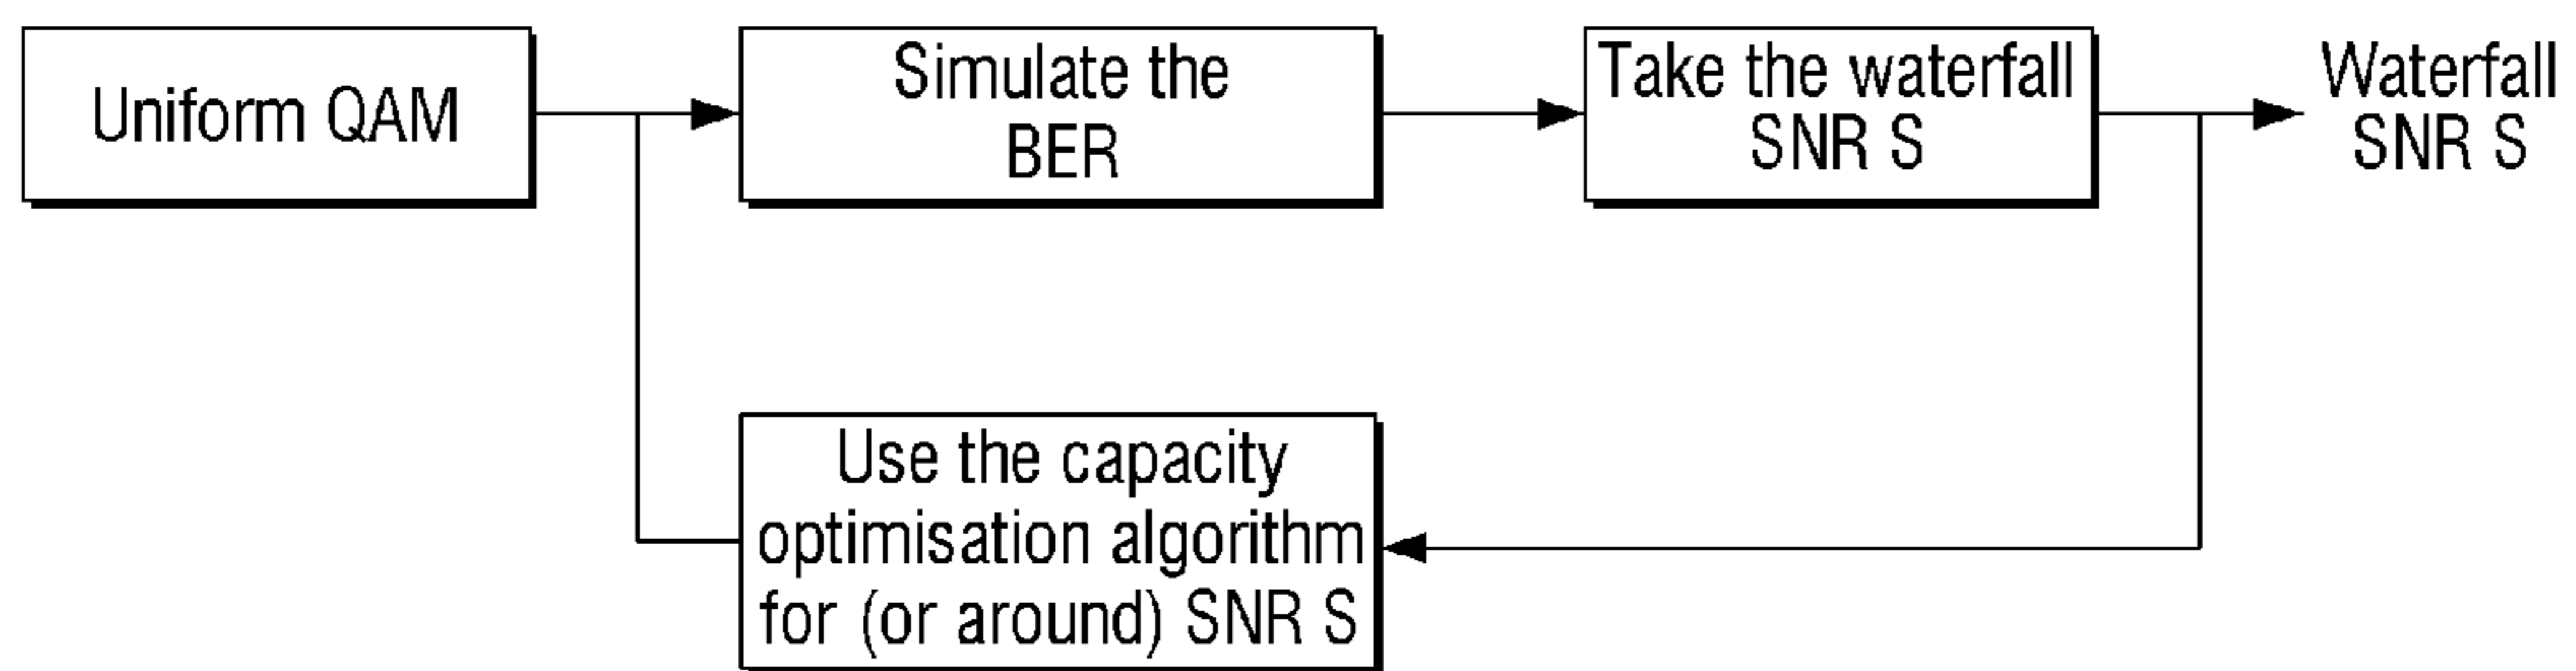 Uniform QAM
Simulate the
BER
Take the waterfall
SNR S
Waterfall
SNR S
Use the capacity
optimisation algorithm
for (or around) SNR S